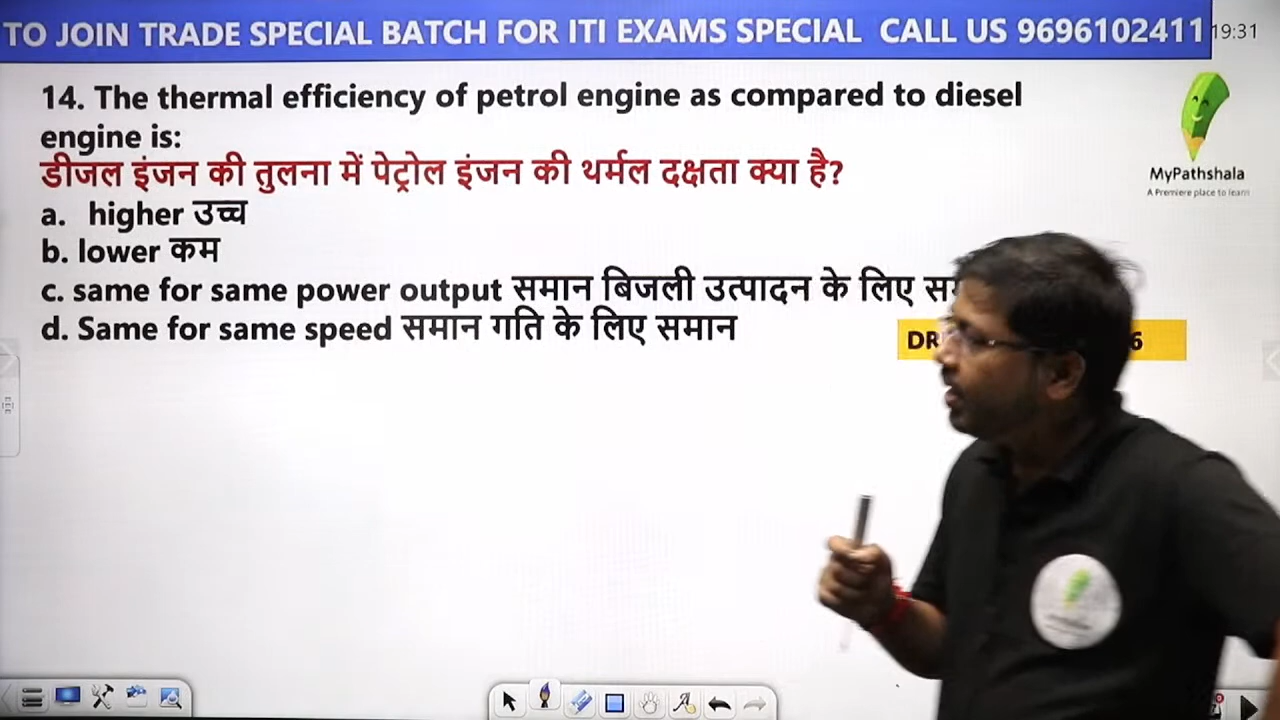 TO JOIN TRADE SPECIAL BATCH FOR ITI EXAMS SPECIAL CALL US 9696102411
19:31
14. The thermal efficiency of petrol engine as compared to diesel
engine is:
डीजल इंजन की तुलना में पेट्रोल इंजन की थर्मल दक्षता क्या है?
MyPathshala
A Premiere place to learn
a. higher उच्च
b. lower कम
c. same for same power output समान बिजली उत्पादन के लिए
d. Same for same speed समान गति के लिए समान